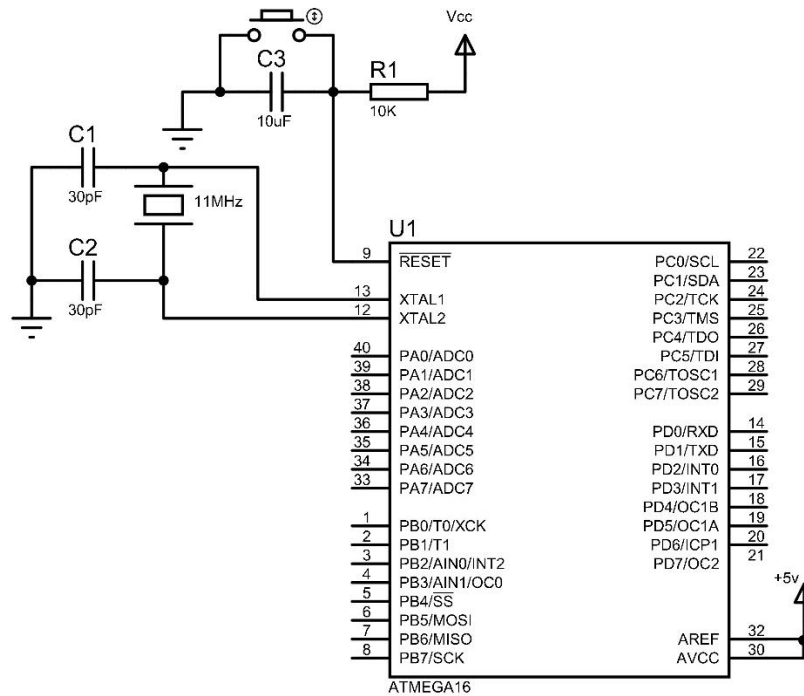 Vcc
C3
10uF
R1
10K
C1
30pF
11MHz
C2
30pF
U1
9 RESET
13 XTAL1
12 XTAL2
40 PA0/ADC0
39 PA1/ADC1
38 PA2/ADC2
37 PA3/ADC3
36 PA4/ADC4
35 PA5/ADC5
34 PA6/ADC6
33 PA7/ADC7
1 PB0/T0/XCK
2 PB1/T1
3 PB2/AIN0/INT2
4 PB3/AIN1/OC0
5 PB4/SS
6 PB5/MOSI
7 PB6/MISO
8 PB7/SCK
PC0/SCL 22
PC1/SDA 23
PC2/TCK 24
PC3/TMS 25
PC4/TDO 26
PC5/TDI 27
PC6/TOSC1 28
PC7/TOSC2 29
PD0/RXD 14
PD1/TXD 15
PD2/INT0 16
PD3/INT1 17
PD4/OC1B 18
PD5/OC1A 19
PD6/ICP1 20
PD7/OC2 21
+5v
AREF 32
AVCC 30
ATMEGA16